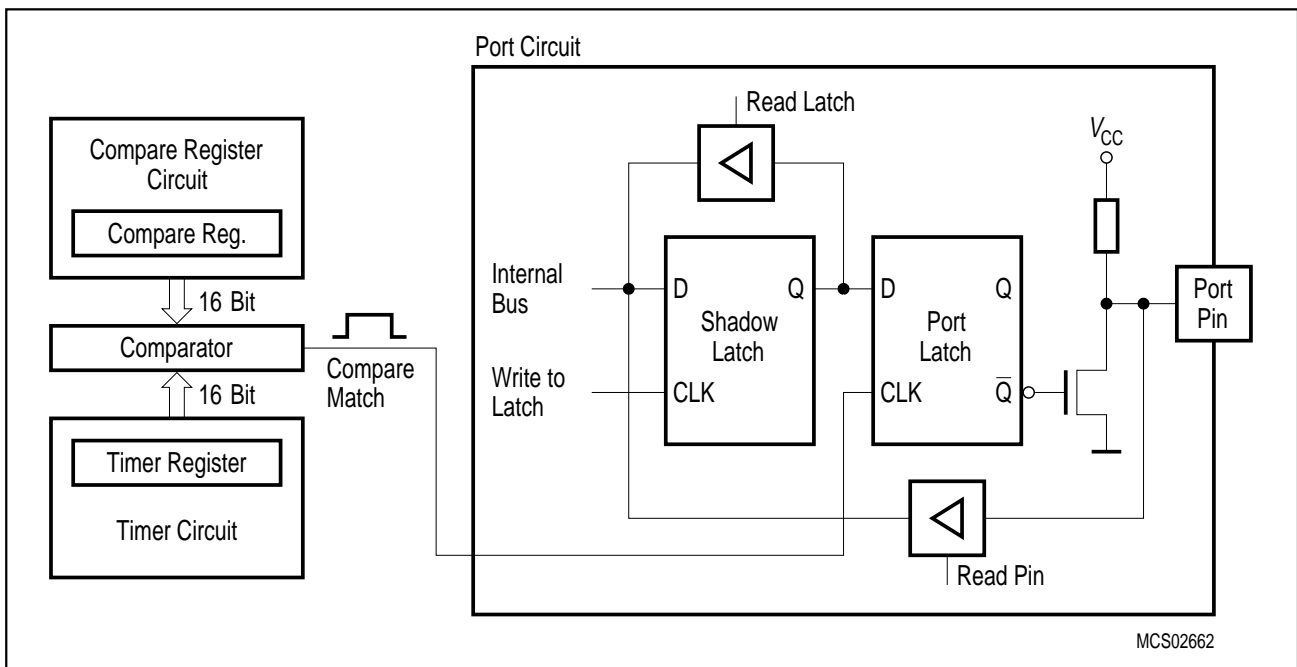 Port Circuit
Read Latch
Compare Register
Circuit
Compare Reg.
16 Bit
Comparator
16 Bit
Timer Register
Timer Circuit
Compare
Match
Internal
Bus
Write to
Latch
D
Q
Shadow
Latch
CLK
D
Q
Port
Latch
CLK
Q̅
VCC
Port
Pin
Read Pin
MCS02662